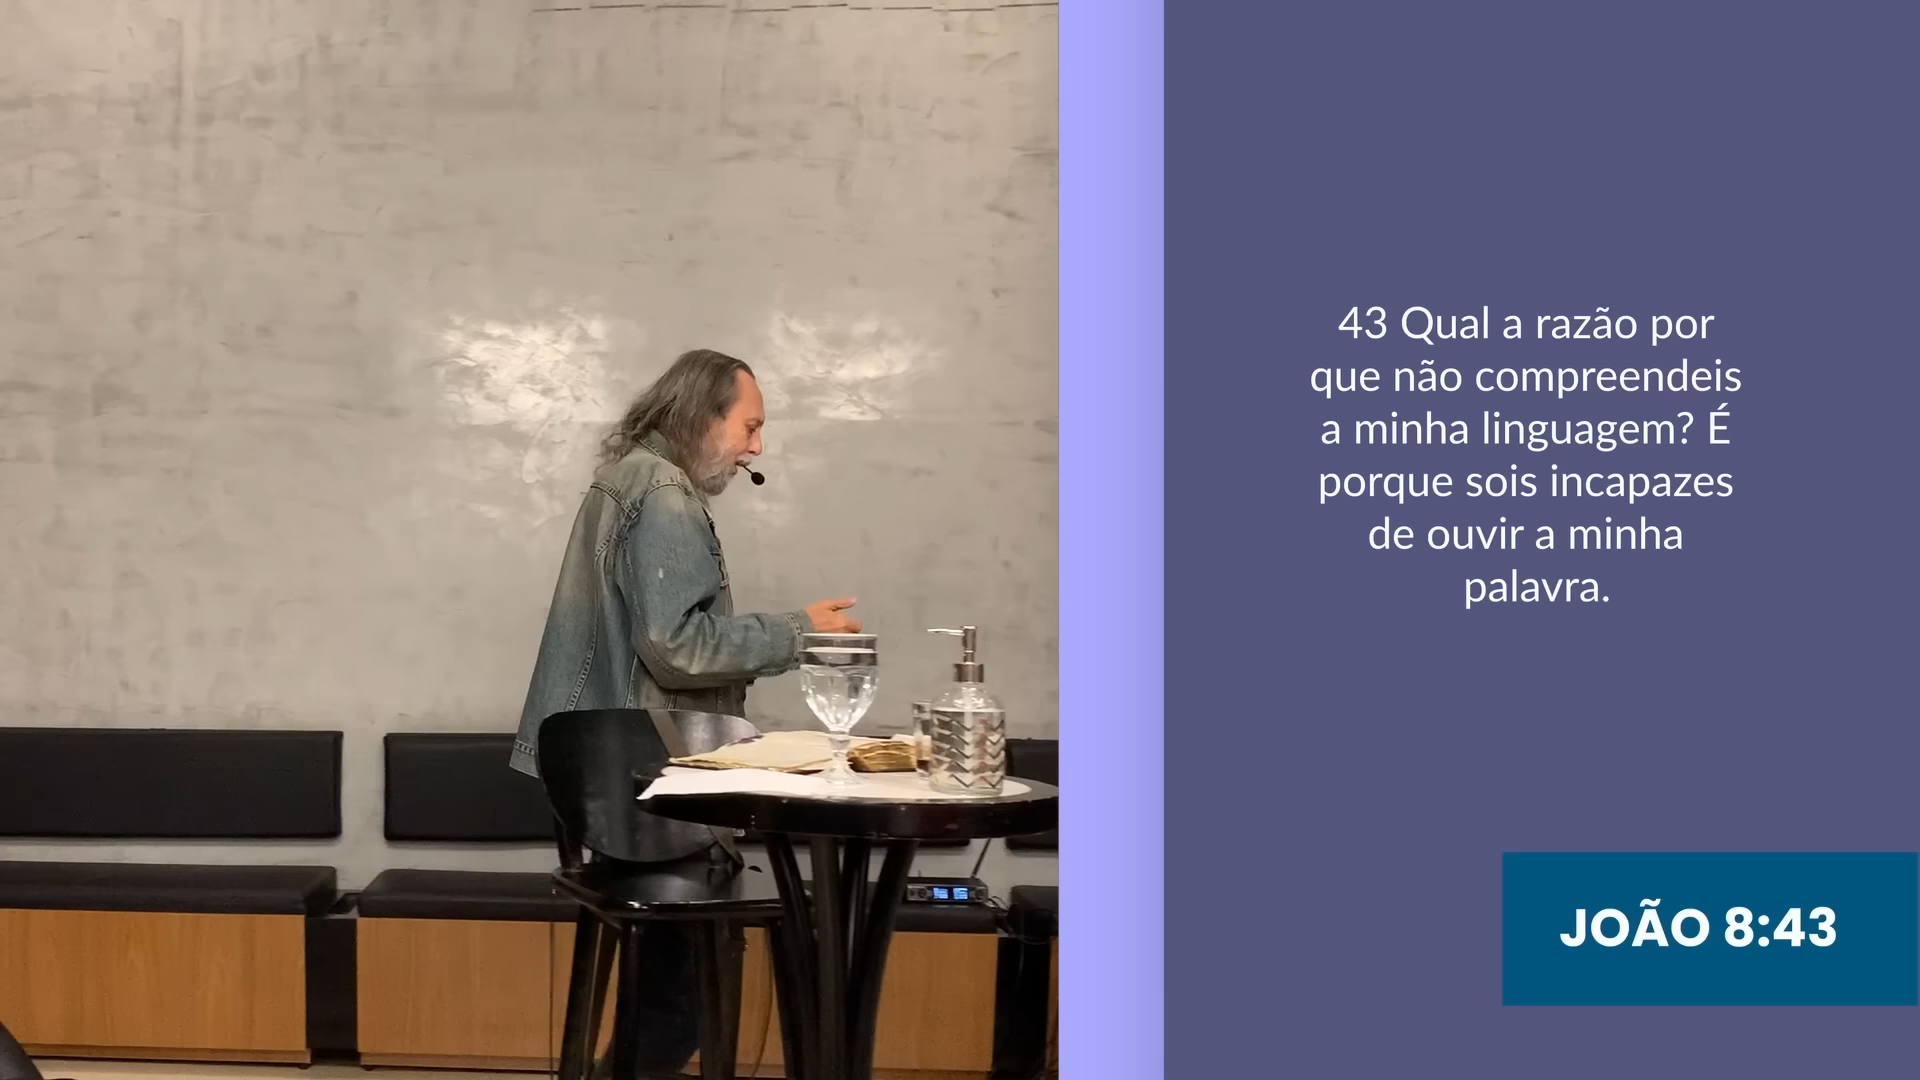 43 Qual a razão por
que não compreendeis
a minha linguagem? É
porque sois incapazes
de ouvir a minha
palavra.
JOÃO 8:43